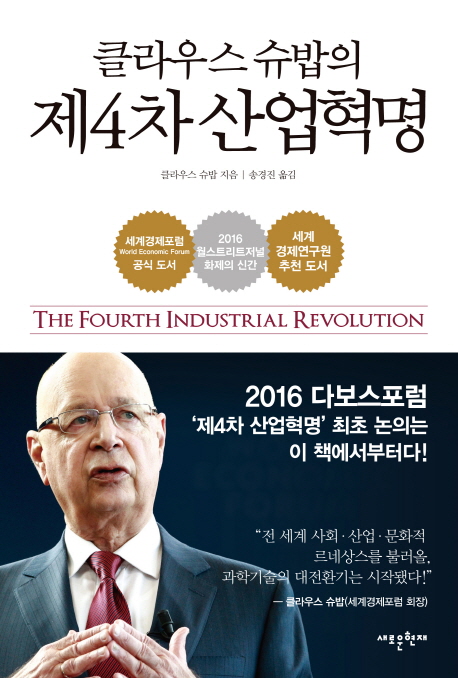 클라우스 슈밥의
제4차 산업혁명
클라우스 슈밥 지음 | 송경진 옮김
세계경제포럼
World Economic Forum
공식 도서
2016
월스트리트저널
화제의 신간
세계
경제연구원
추천 도서
THE FOURTH INDUSTRIAL REVOLUTION
2016 다보스포럼
‘제4차 산업혁명’ 최초 논의는
이 책에서부터다!
“전 세계 사회·산업·문화적
르네상스를 불러올,
과학기술의 대전환기는 시작됐다!”
— 클라우스 슈밥(세계경제포럼 회장)
새로운현재